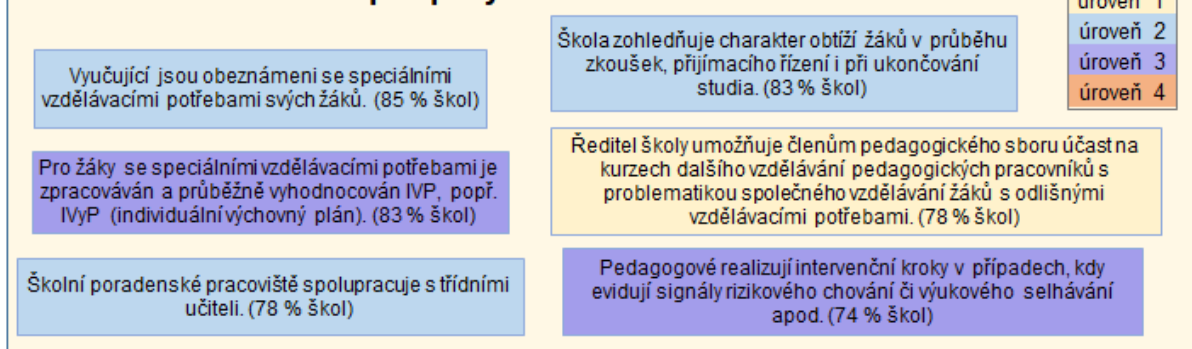 úroveň 1
úroveň 2
úroveň 3
úroveň 4
Vyučující jsou obeznámeni se speciálními
vzdělávacími potřebami svých žáků. (85 % škol)
Škola zohledňuje charakter obtíží žáků v průběhu
zkoušek, přijímacího řízení i při ukončování
studia. (83 % škol)
Pro žáky se speciálními vzdělávacími potřebami je
zpracováván a průběžně vyhodnocován IVP, popř.
IVyP (individuální výchovný plán). (83 % škol)
Ředitel školy umožňuje členům pedagogického sboru účast na
kurzech dalšího vzdělávání pedagogických pracovníků s
problematikou společného vzdělávání žáků s odlišnými
vzdělávacími potřebami. (78 % škol)
Školní poradenské pracoviště spolupracuje s třídními
učiteli. (78 % škol)
Pedagogové realizují intervenční kroky v případech, kdy
evidují signály rizikového chování či výukového selhávání
apod. (74 % škol)